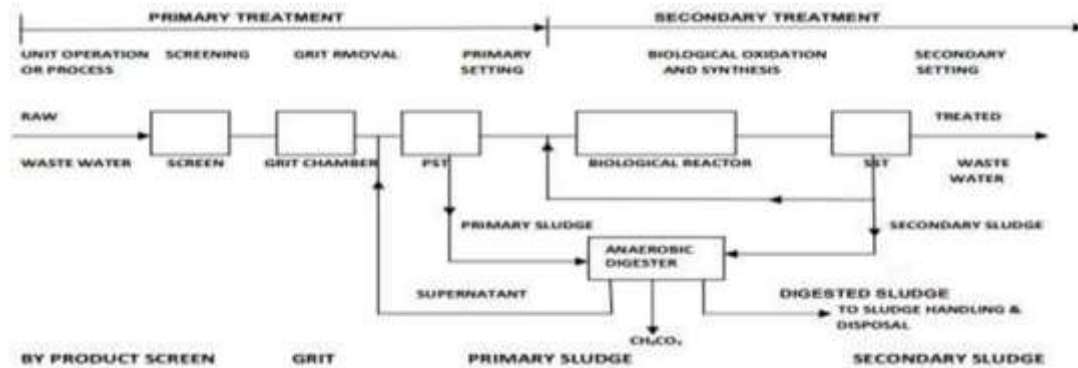 PRIMARY TREATMENT
SECONDARY TREATMENT
UNIT OPERATION
OR PROCESS
SCREENING
GRIT RMOVAL
PRIMARY
SETTING
BIOLOGICAL OXIDATION
AND SYNTHESIS
SECONDARY
SETTING
RAW
TREATED
WASTE WATER
SCREEN
GRIT CHAMBER
PST
BIOLOGICAL REACTOR
SST
WASTE
WATER
PRIMARY SLUDGE
SECONDARY SLUDGE
ANAEROBIC
DIGESTER
SUPERNATANT
DIGESTED SLUDGE
TO SLUDGE HANDLING &
DISPOSAL
BY PRODUCT SCREEN
GRIT
PRIMARY SLUDGE
SECONDARY SLUDGE